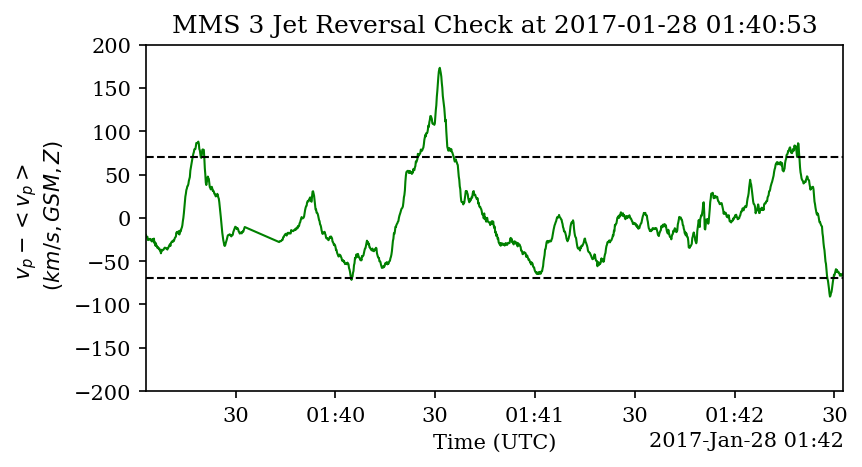 MMS 3 Jet Reversal Check at 2017-01-28 01:40:53
200
150
100
50
0
−50
−100
−150
−200
v_p − < v_p >
(km/s, GSM, Z)
30 01:40 30 01:41 30 01:42 30
Time (UTC)
2017-Jan-28 01:42